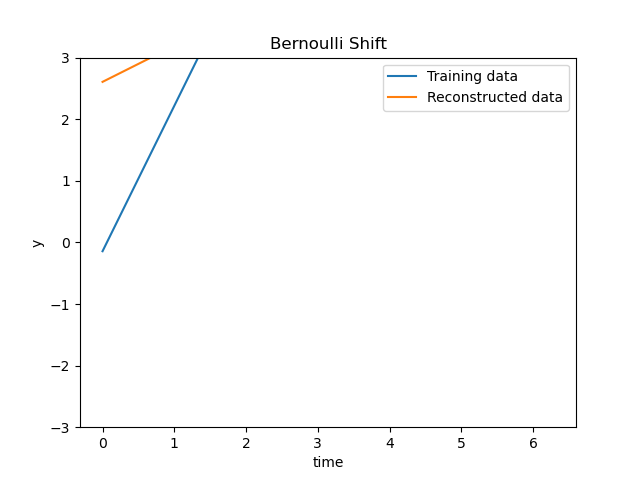 Bernoulli Shift
Training data
Reconstructed data
3
2
1
0
−1
−2
−3
y
0 1 2 3 4 5 6
time